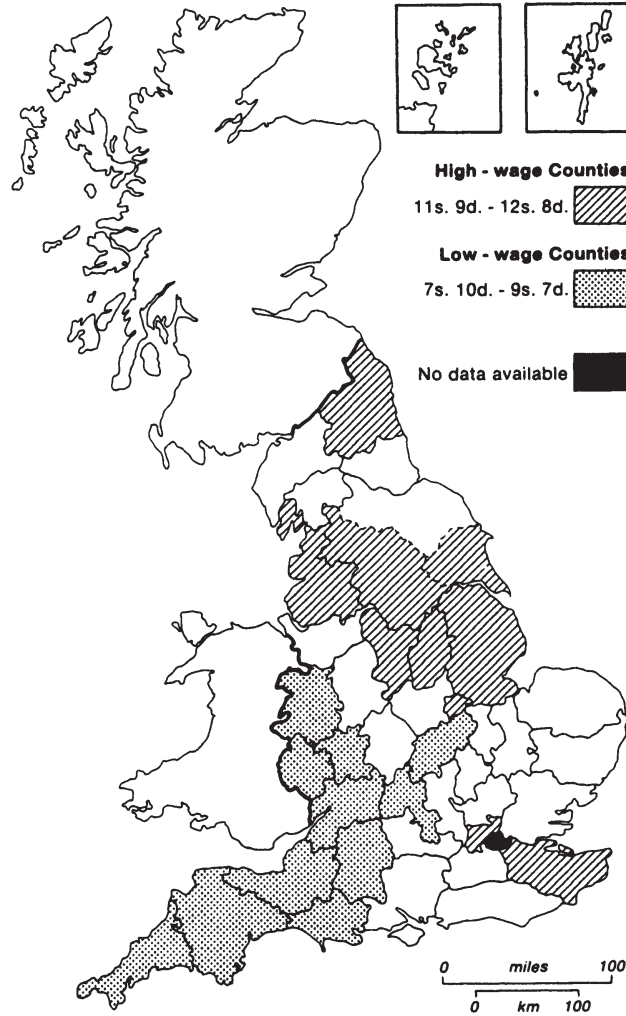 High - wage Counties
11s. 9d. - 12s. 8d.
Low - wage Counties
7s. 10d. - 9s. 7d.
No data available
0 miles 100
0 km 100